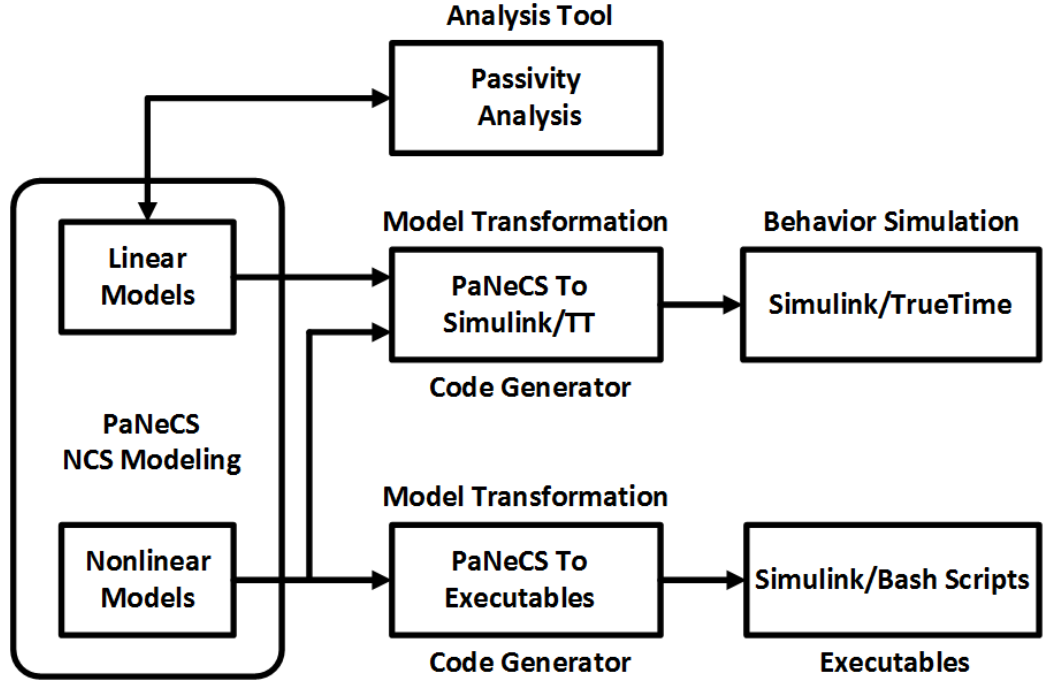 Analysis Tool
Passivity
Analysis
Linear
Models
Model Transformation
PaNeCS To
Simulink/TT
Code Generator
Behavior Simulation
Simulink/TrueTime
PaNeCS
NCS Modeling
Nonlinear
Models
Model Transformation
PaNeCS To
Executables
Code Generator
Simulink/Bash Scripts
Executables